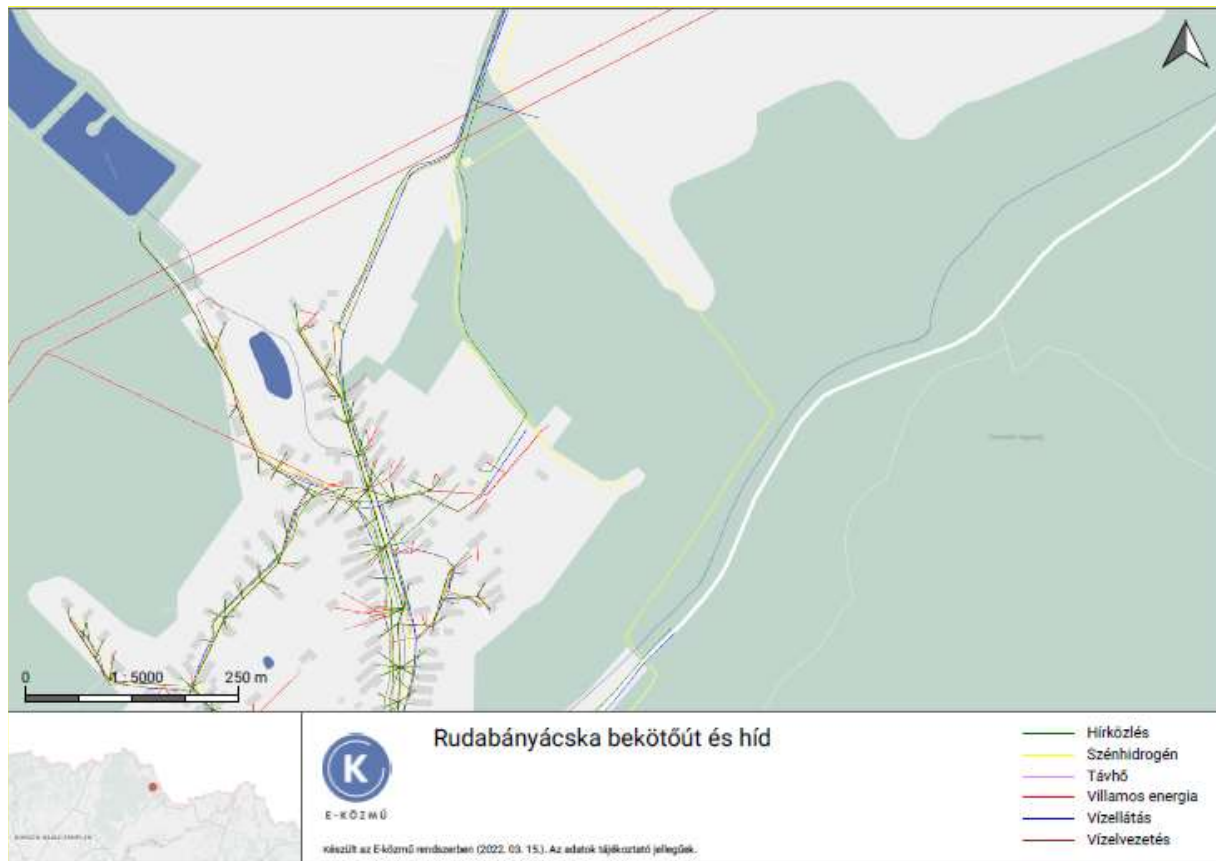 0 1 : 5000 250 m
Rudabányácska bekötőút és híd
K
E-KÖZMŰ
Készült az E-közmű rendszerben (2022. 03. 15.). Az adatok tájékoztató jellegűek.
Hírközlés
Szénhidrogén
Távhő
Villamos energia
Vízellátás
Vízelvezetés